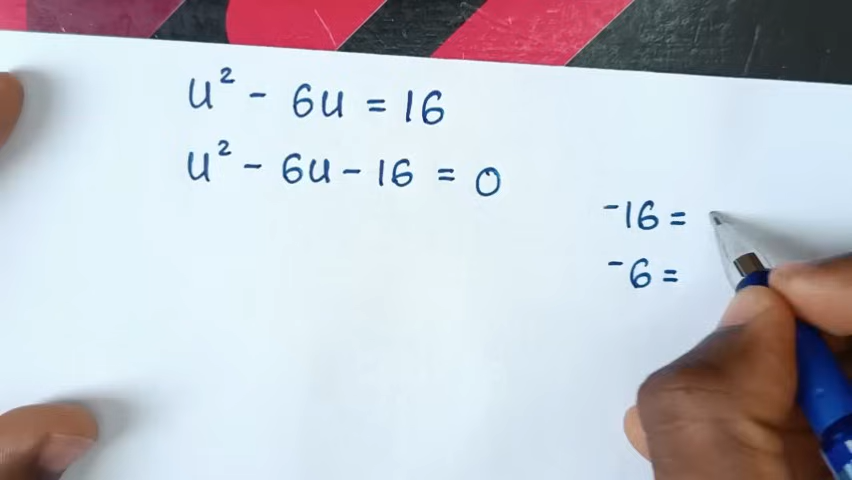 u² - 6u = 16
u² - 6u - 16 = 0
⁻16 =
⁻6 =